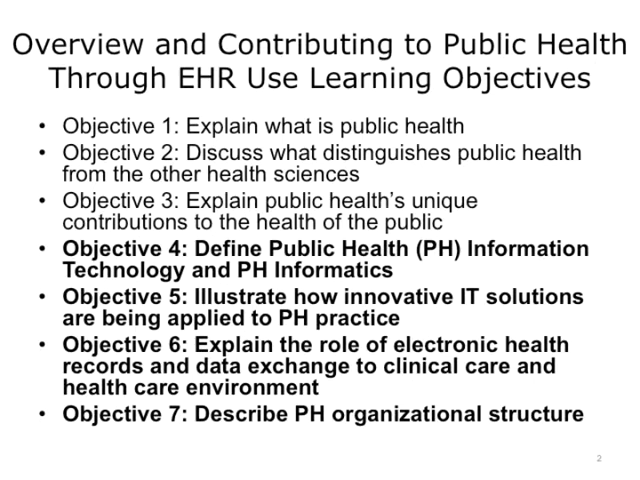 Overview and Contributing to Public Health
Through EHR Use Learning Objectives
• Objective 1: Explain what is public health
• Objective 2: Discuss what distinguishes public health
from the other health sciences
• Objective 3: Explain public health’s unique
contributions to the health of the public
• Objective 4: Define Public Health (PH) Information
Technology and PH Informatics
• Objective 5: Illustrate how innovative IT solutions
are being applied to PH practice
• Objective 6: Explain the role of electronic health
records and data exchange to clinical care and
health care environment
• Objective 7: Describe PH organizational structure
2